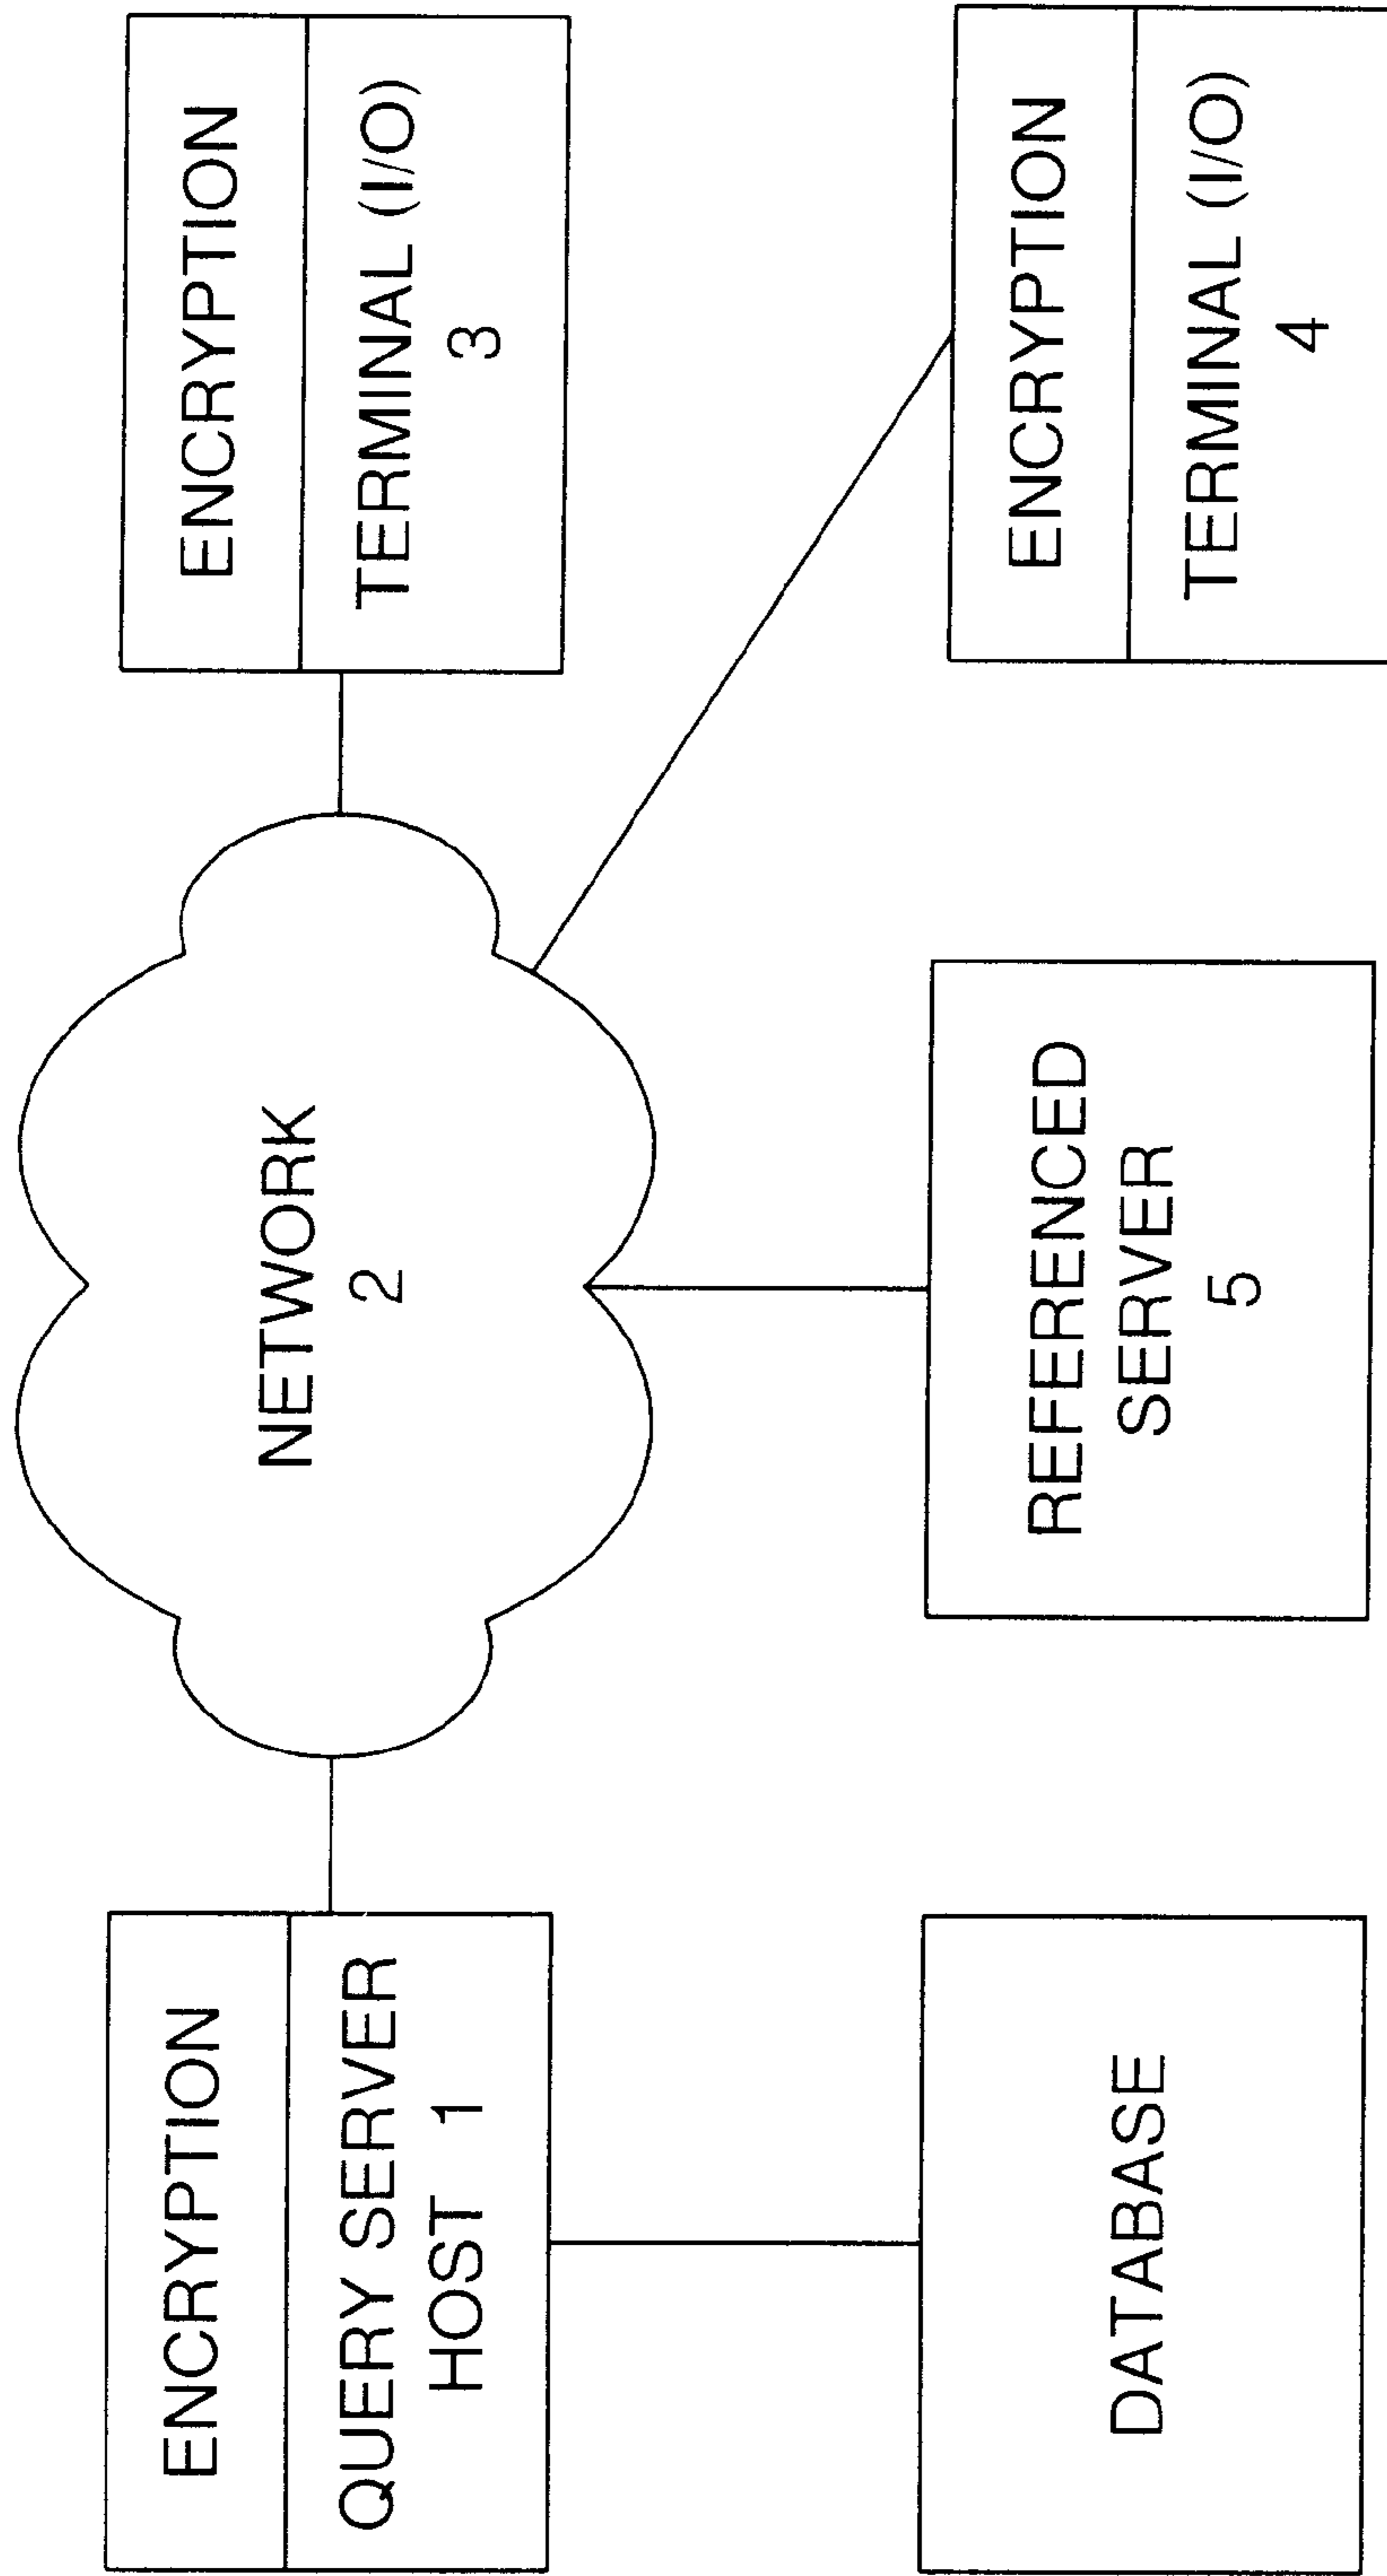 ENCRYPTION
QUERY SERVER
HOST 1
NETWORK
2
ENCRYPTION
TERMINAL (I/O)
3
DATABASE
REFERENCED
SERVER
5
ENCRYPTION
TERMINAL (I/O)
4